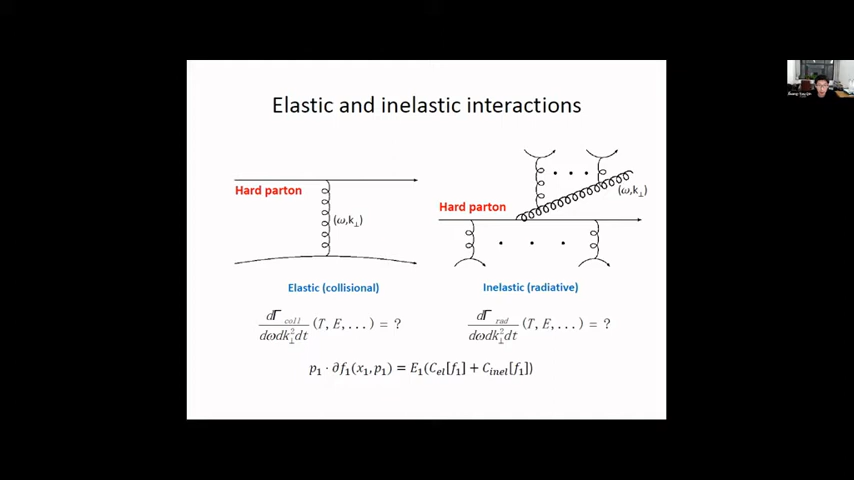 Elastic and inelastic interactions
Hard parton
(ω,k⊥)
Elastic (collisional)
dΓ_coll / dωdk⊥²dt (T, E, . . . ) = ?
Hard parton
(ω,k⊥)
Inelastic (radiative)
dΓ_rad / dωdk⊥²dt (T, E, . . . ) = ?
p₁ · ∂f₁(x₁, p₁) = E₁(C_el[f₁] + C_inel[f₁])